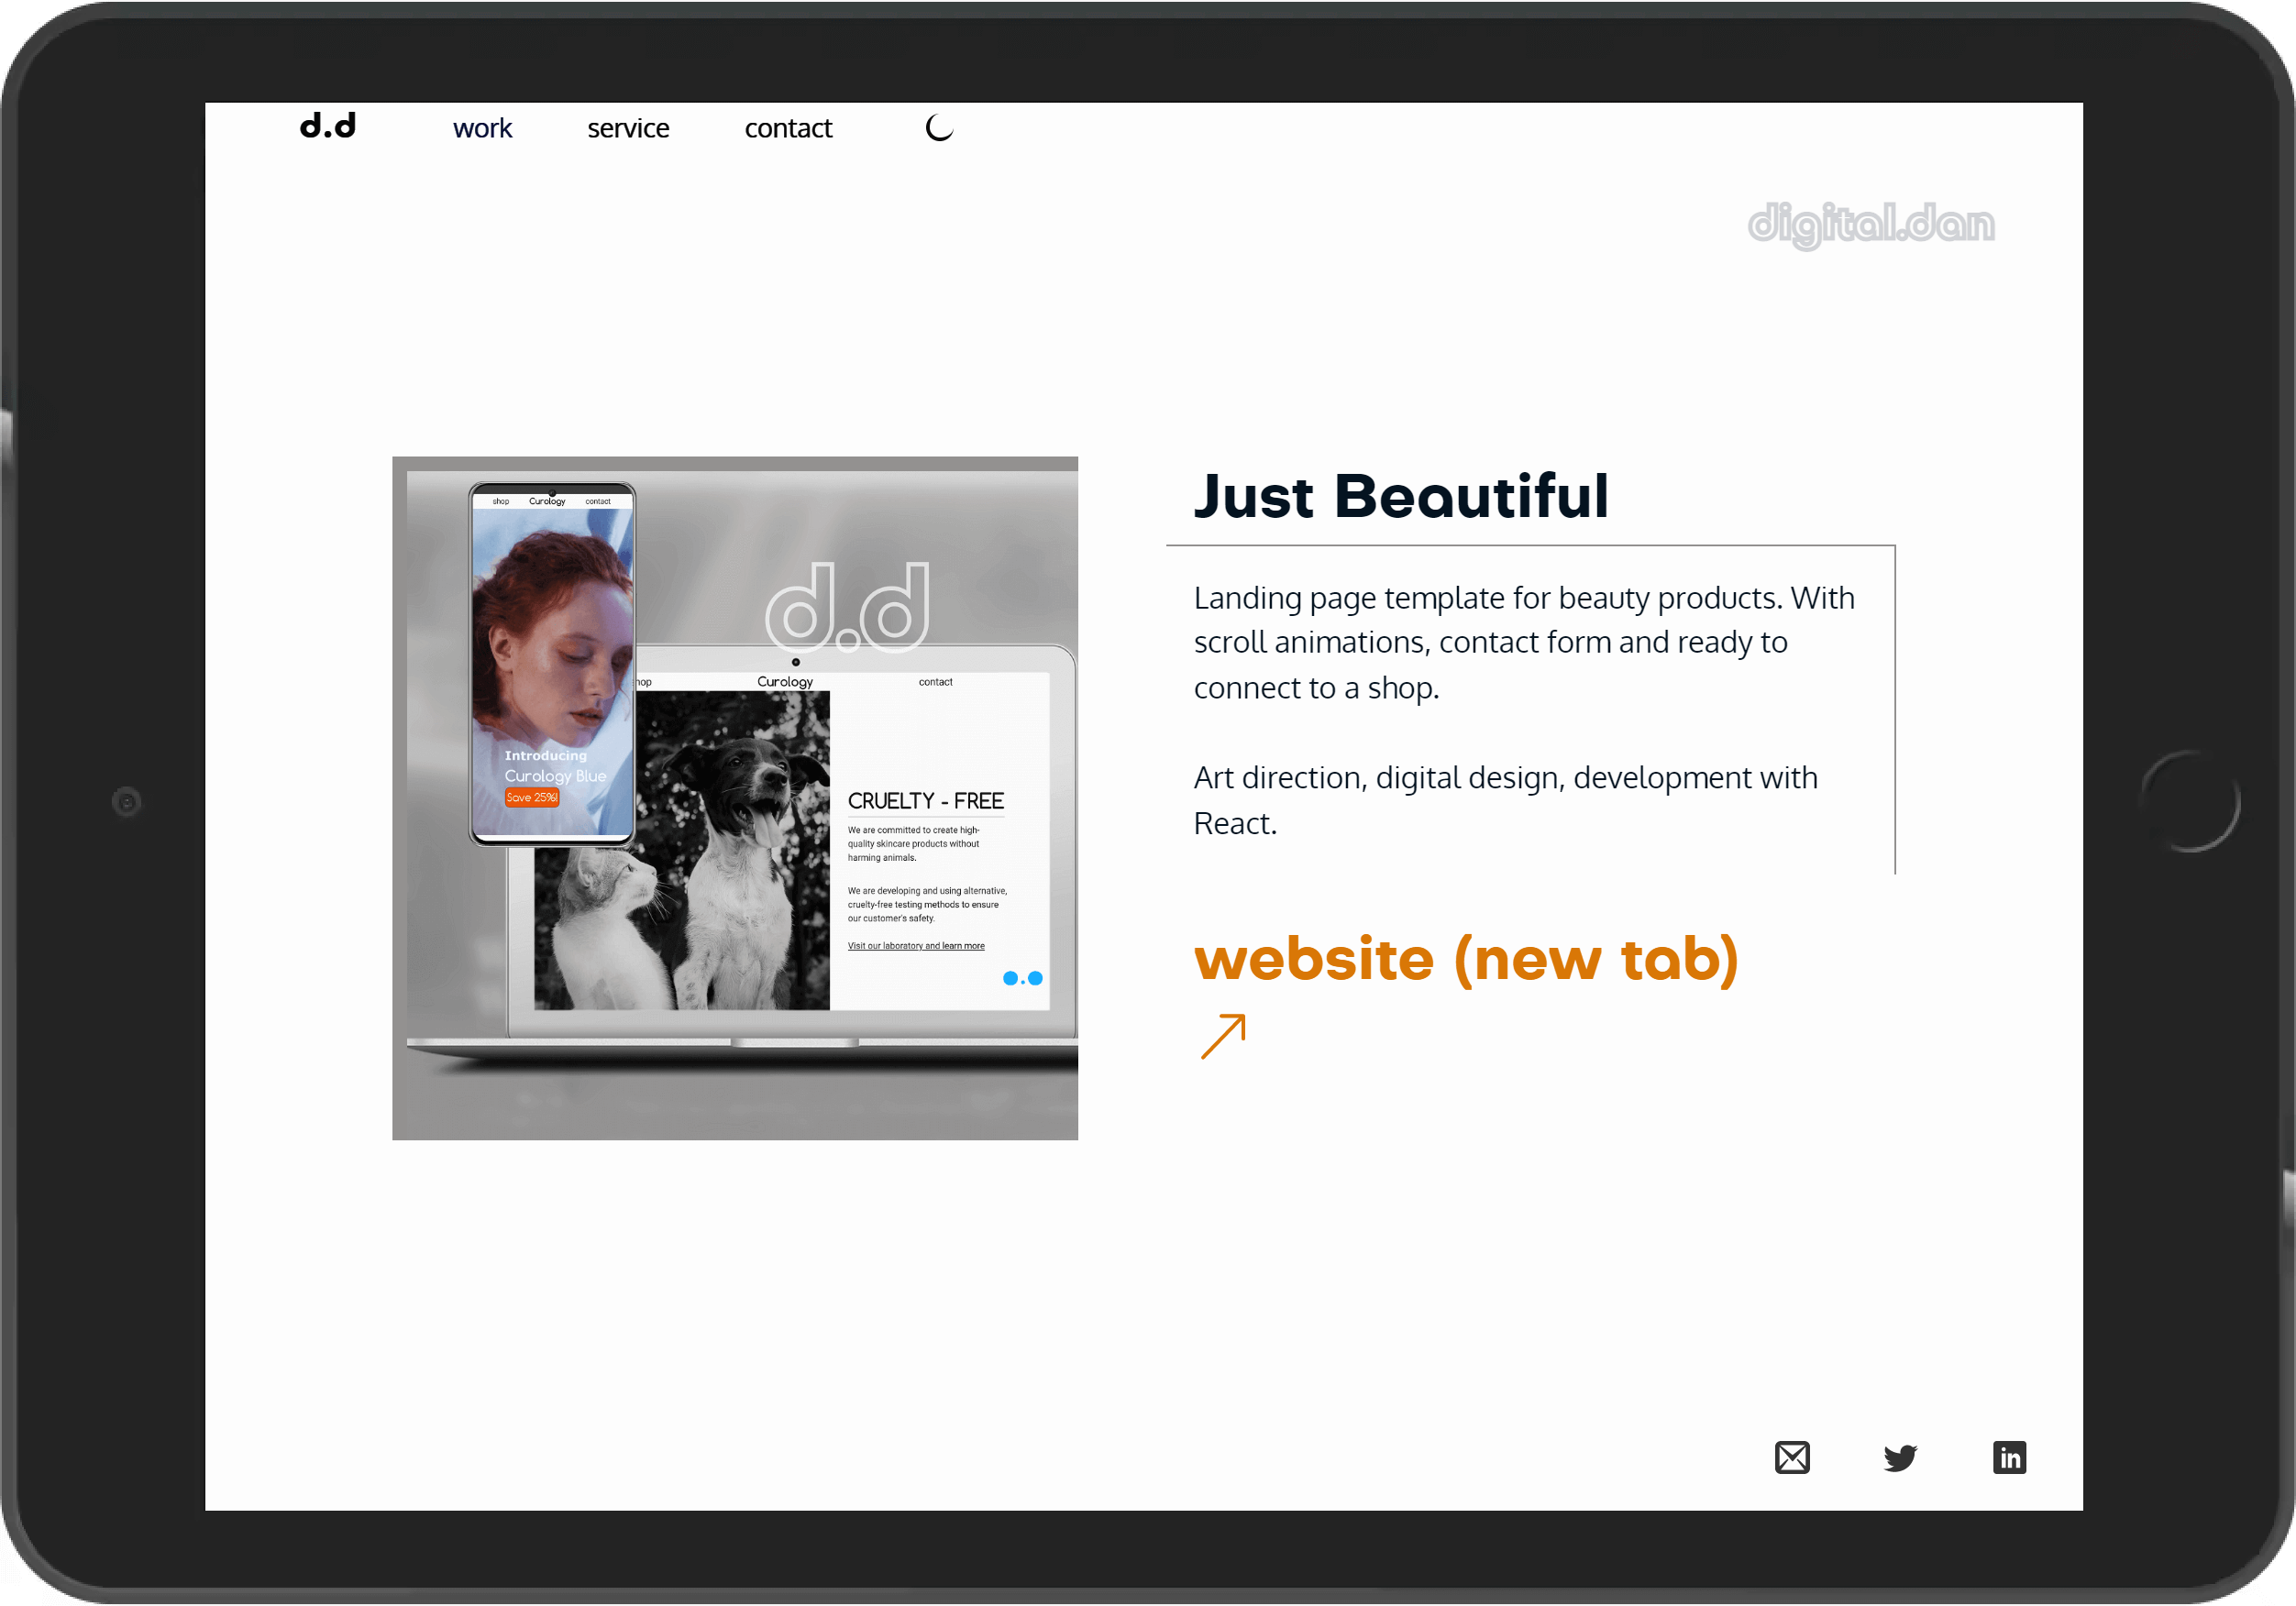 d.d work service contact
digital.dan
shop Curology contact
Introducing
Curology Blue
Save 25%!
d.d
hop Curology contact
CRUELTY - FREE
We are committed to create high-
quality skincare products without
harming animals.
We are developing and using alternative,
cruelty-free testing methods to ensure
our customer's safety.
Visit our laboratory and learn more
Just Beautiful
Landing page template for beauty products. With
scroll animations, contact form and ready to
connect to a shop.
Art direction, digital design, development with
React.
website (new tab)
in